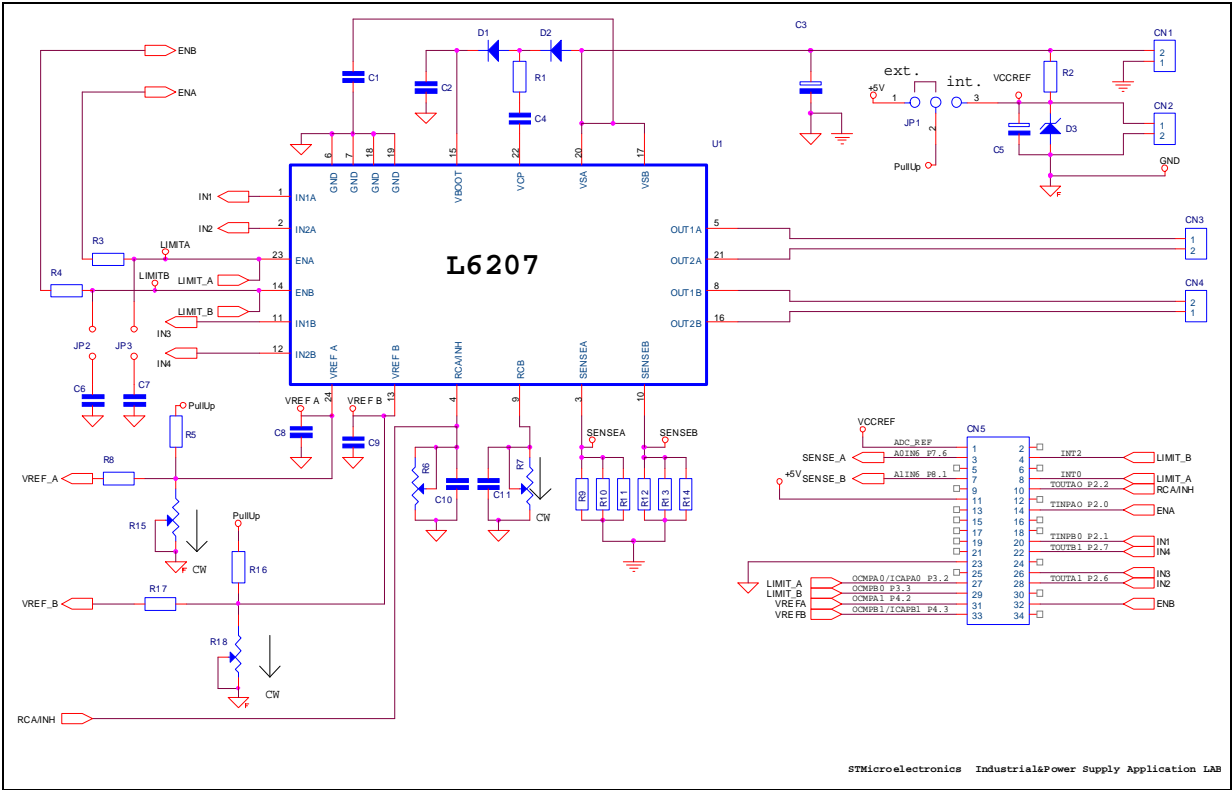 C3
D1
D2
CN1
2
1
ENB
R1
R2
C1
C2
ENA
ext.
int.
VCCREF
+5V
1
3
JP1
2
PullUp
CN2
1
2
D3
C5
C4
GND
U1
6
7
18
19
15
22
20
17
GND
GND
GND
GND
VBOOT
VCP
VSA
VSB
IN1
1
IN1A
IN2
2
IN2A
OUT1A
5
CN3
1
2
R3
LIMITA
23
ENA
L6207
OUT2A
21
R4
LIMITB
LIMIT_A
14
ENB
OUT1B
8
CN4
2
1
LIMIT_B
11
IN1B
OUT2B
16
IN3
JP2
JP3
IN4
12
IN2B
VREF A
VREF B
RCA/INH
RCB
SENSEA
SENSEB
24
13
4
9
3
10
C6
C7
VREF A
VREF B
PullUp
C8
C9
R5
SENSEA
SENSEB
VCCREF
CN5
R8
VREF_A
R6
C10
C11
R7
CW
R9
R10
R11
R12
R13
R14
R15
CW
PullUp
R16
R17
VREF_B
R18
CW
RCA/INH
ADC_REF
1
2
SENSE_A
A0IN6 P7.6
3
4
INT2
LIMIT_B
5
6
+5V
SENSE_B
A1IN6 P8.1
7
8
INT0
LIMIT_A
9
10
TOUTA0 P2.2
RCA/INH
11
12
13
14
TINPA0 P2.0
ENA
15
16
17
18
19
20
TINPB0 P2.1
IN1
21
22
TOUTB1 P2.7
IN4
23
24
25
26
IN3
LIMIT_A
OCMPA0/ICAPA0 P3.2
27
28
TOUTA1 P2.6
IN2
LIMIT_B
OCMPB0 P3.3
29
30
VREFA
OCMPA1 P4.2
31
32
ENB
VREFB
OCMPB1/ICAPB1 P4.3
33
34
STMicroelectronics Industrial&Power Supply Application LAB